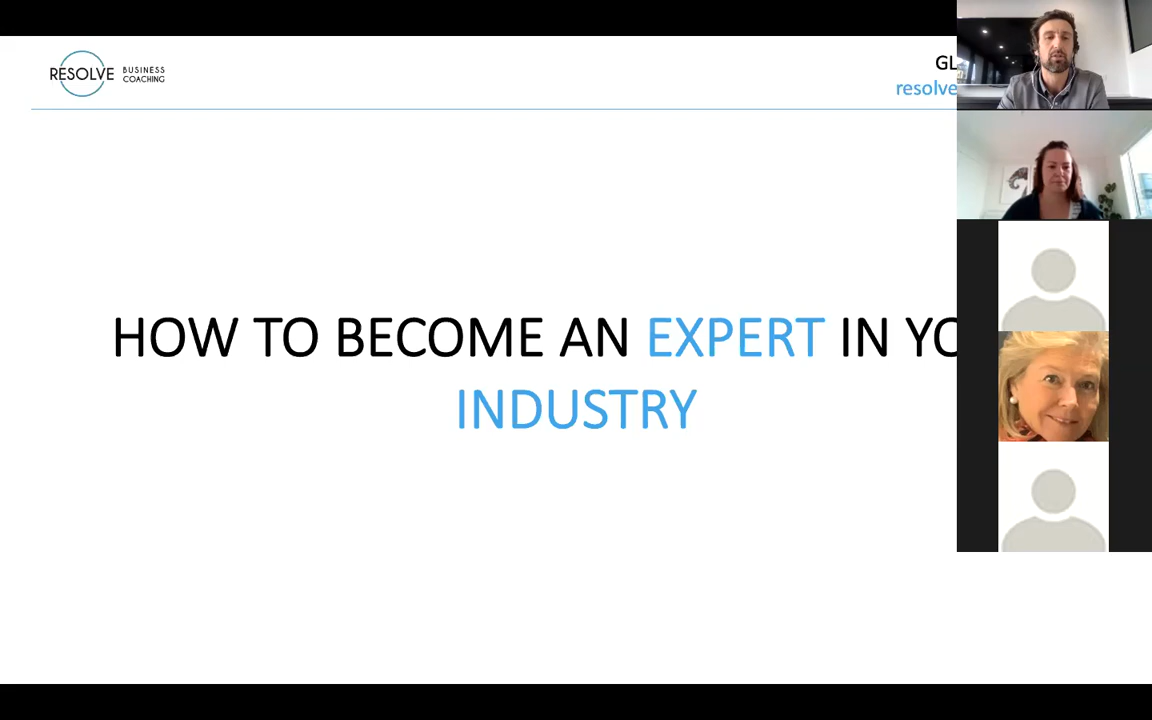 RESOLVE BUSINESS
COACHING
GL
resolve
HOW TO BECOME AN EXPERT IN YO
INDUSTRY